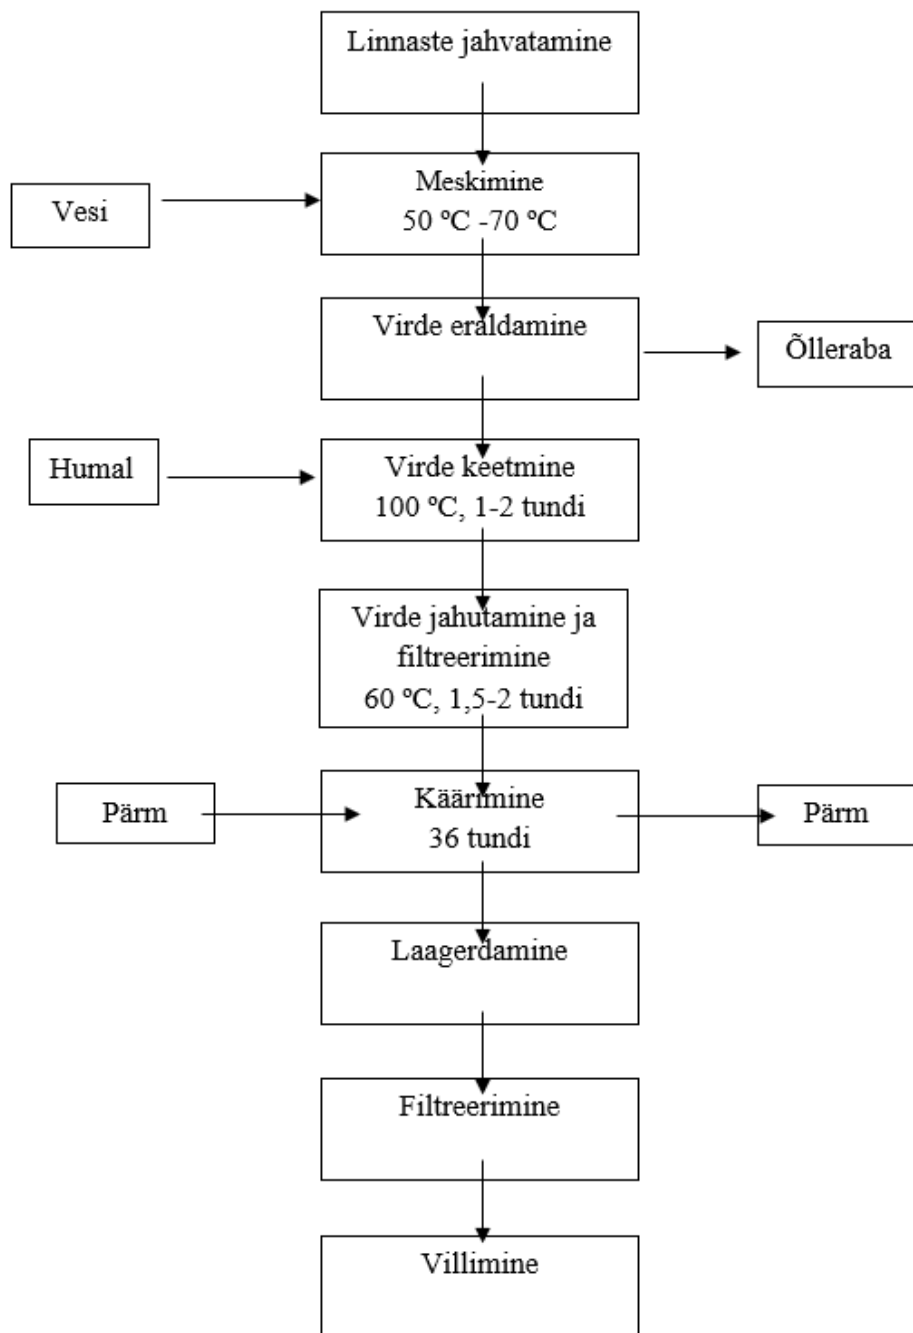 Linnaste jahvatamine
Vesi
Meskimine
50 ºC -70 ºC
Virde eraldamine
Õlleraba
Humal
Virde keetmine
100 ºC, 1-2 tundi
Virde jahutamine ja
filtreerimine
60 ºC, 1,5-2 tundi
Pärm
Käärimine
36 tundi
Pärm
Laagerdamine
Filtreerimine
Villimine